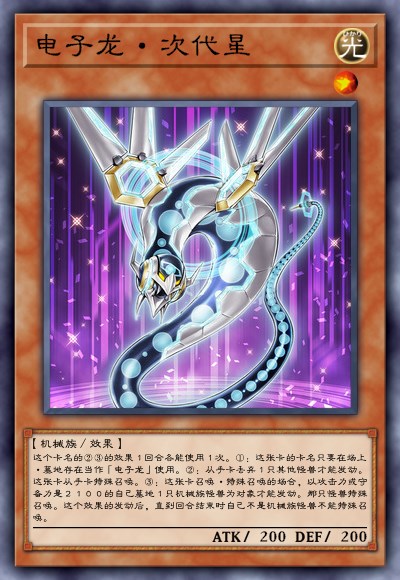 电子龙・次代星
光
ひかり
【机械族／效果】
这个卡名的②③的效果１回合各能使用１次。①：这张卡的卡名只要在场上
・墓地存在当作「电子龙」使用。②：从手卡丢弃１只其他怪兽才能发动。
这张卡从手卡特殊召唤。③：这张卡召唤・特殊召唤的场合，以攻击力或守
备力是２１００的自己墓地１只机械族怪兽为对象才能发动。那只怪兽特殊
召唤。这个效果的发动后，直到回合结束时自己不是机械族怪兽不能特殊召
唤。
ATK/ 200 DEF/ 200